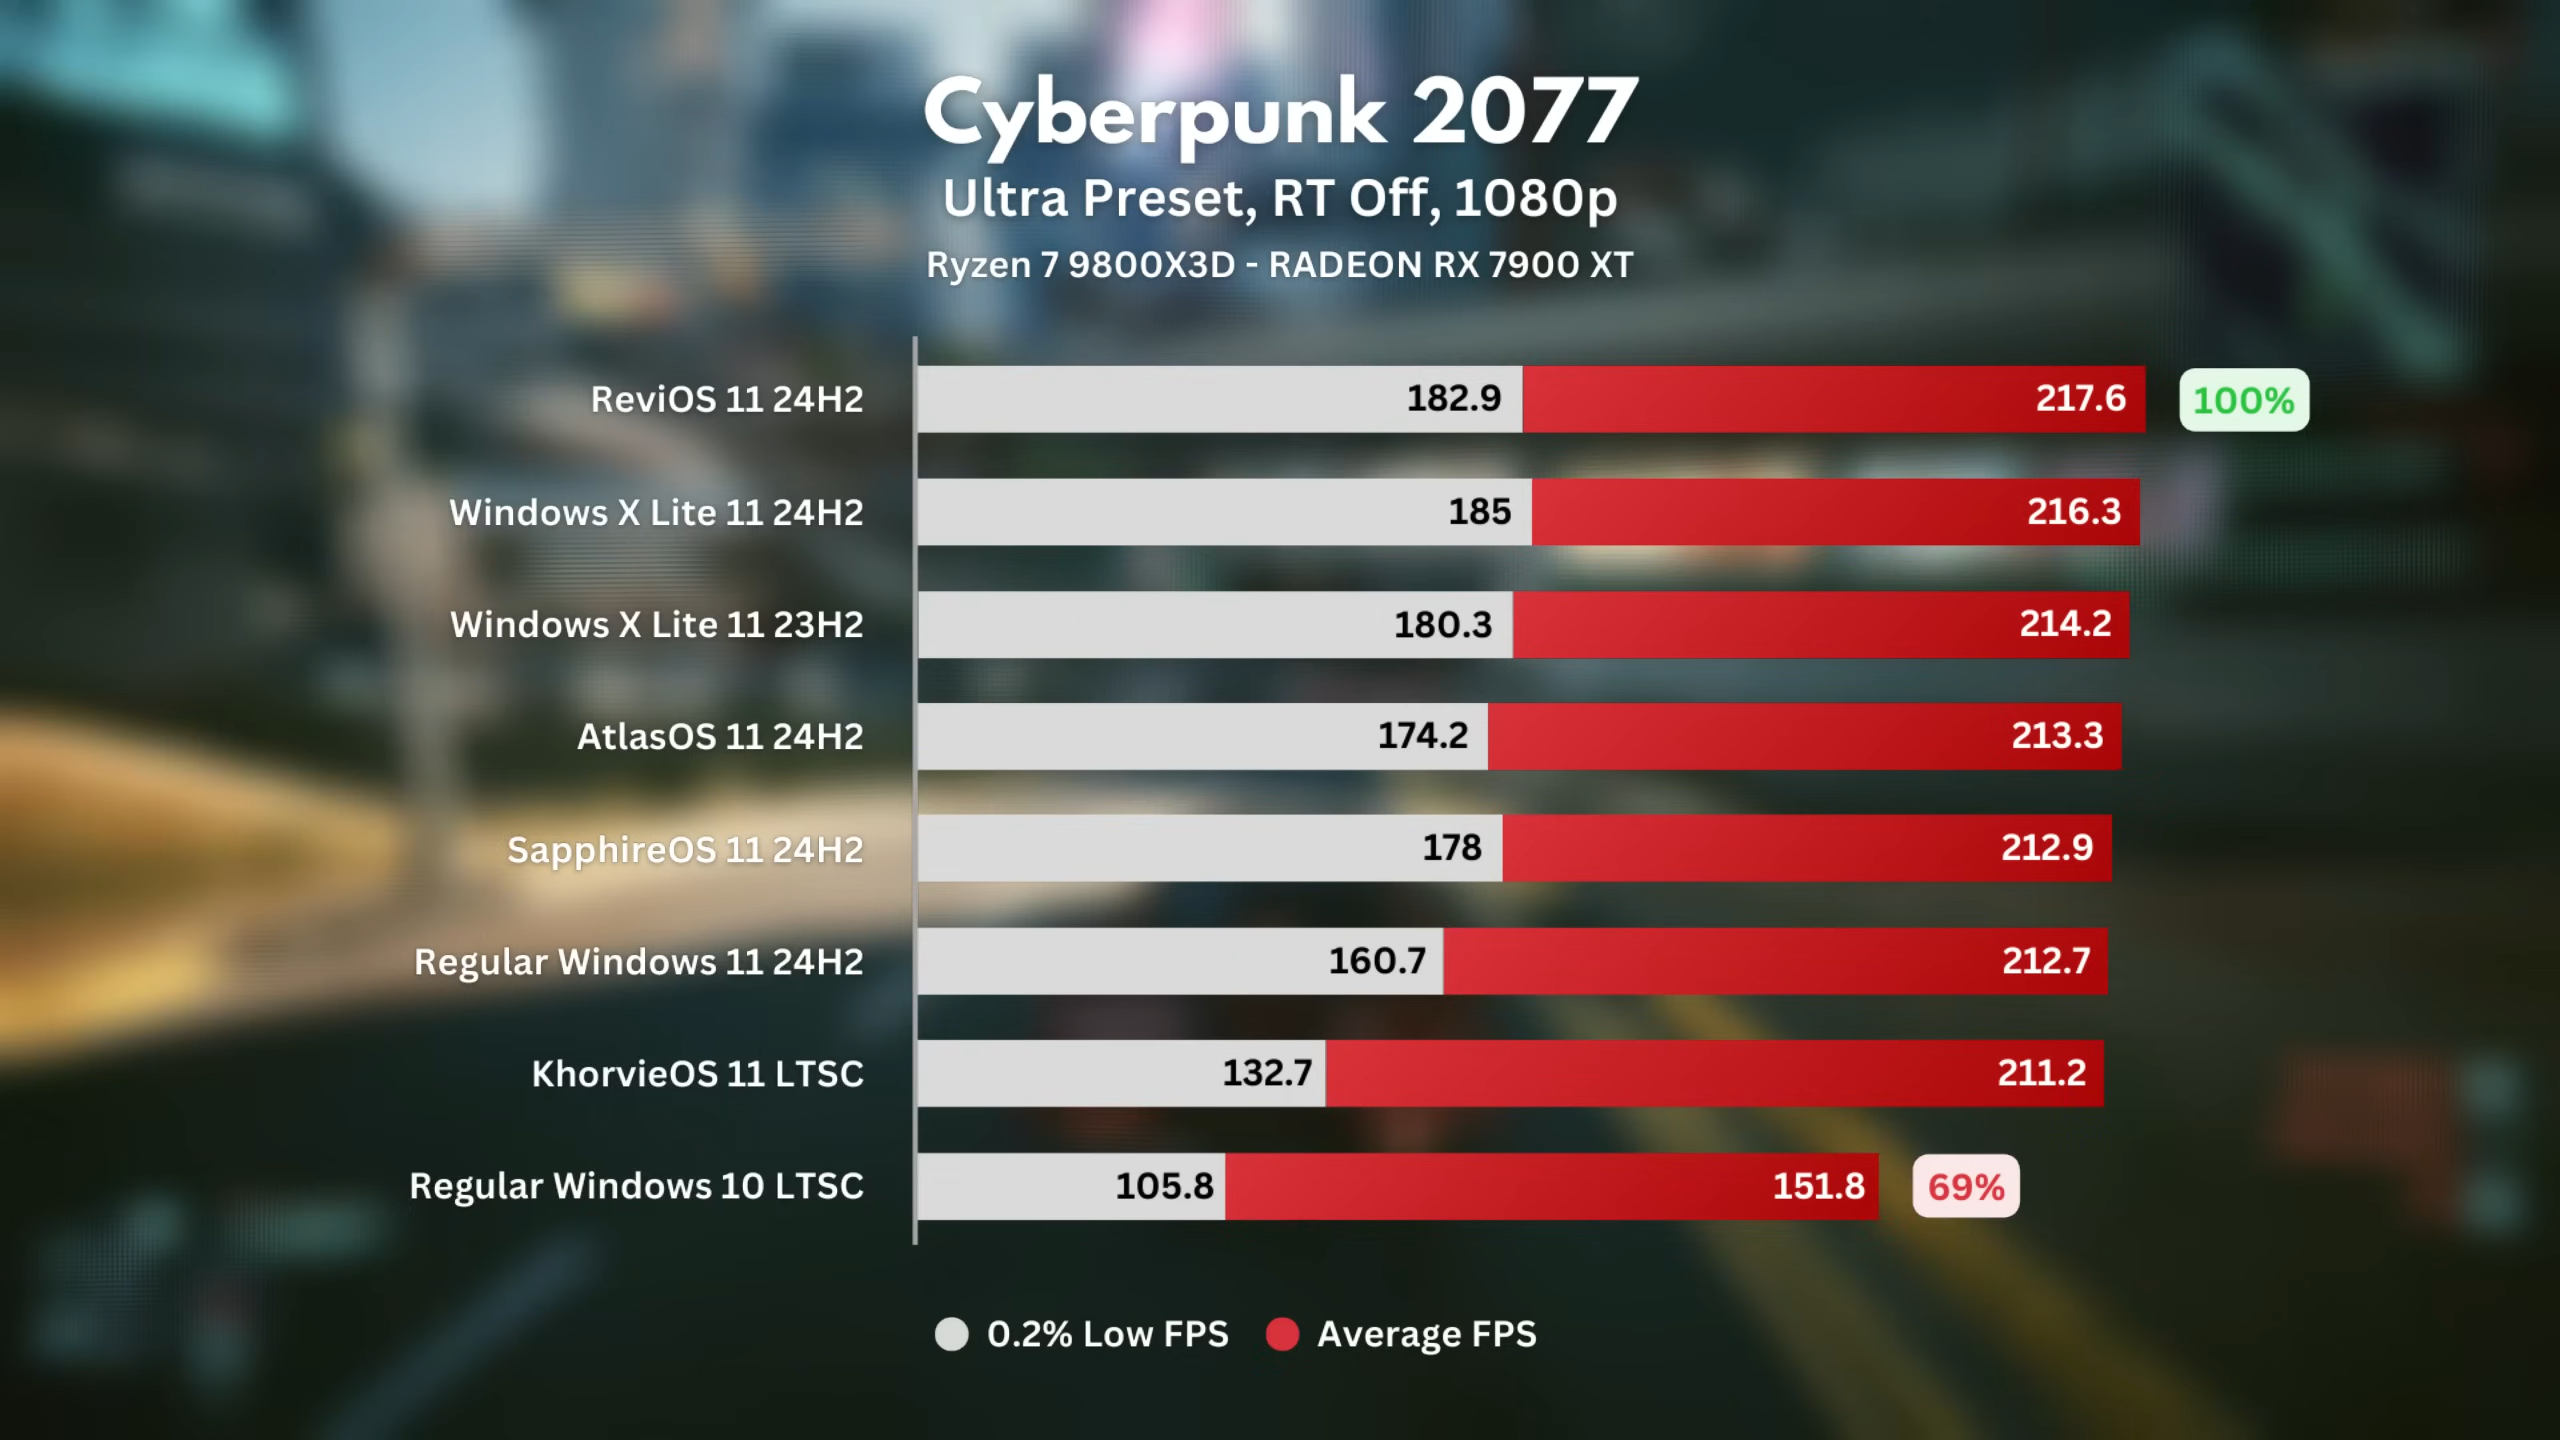 Cyberpunk 2077
Ultra Preset, RT Off, 1080p
Ryzen 7 9800X3D - RADEON RX 7900 XT
ReviOS 11 24H2 182.9 217.6 100%
Windows X Lite 11 24H2 185 216.3
Windows X Lite 11 23H2 180.3 214.2
AtlasOS 11 24H2 174.2 213.3
SapphireOS 11 24H2 178 212.9
Regular Windows 11 24H2 160.7 212.7
KhorvieOS 11 LTSC 132.7 211.2
Regular Windows 10 LTSC 105.8 151.8 69%
0.2% Low FPS Average FPS